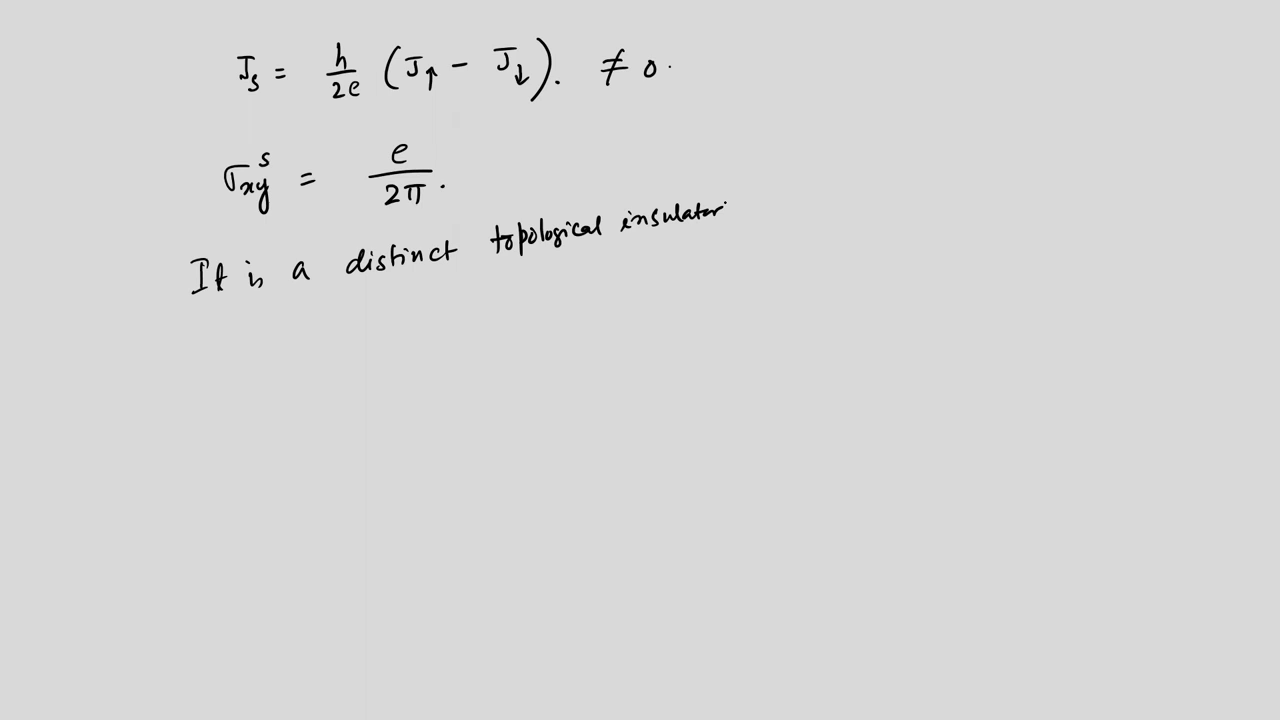 J_s = h/2e (J↑ − J↓). ≠ 0.
σ_xy^s = e/2π.
It is a distinct topological insulator